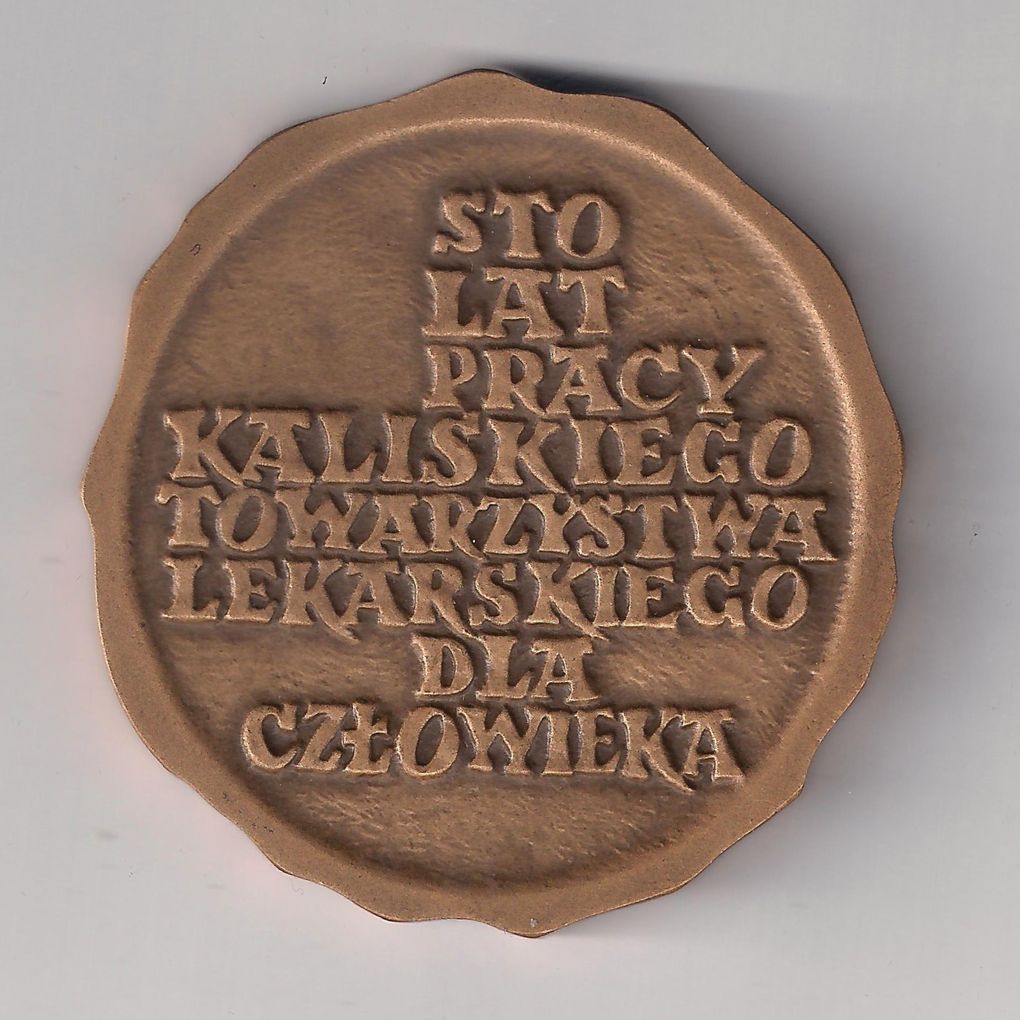 STO
LAT
PRACY
KALISKIEGO
TOWARZYSTWA
LEKARSKIEGO
DLA
CZŁOWIEKA